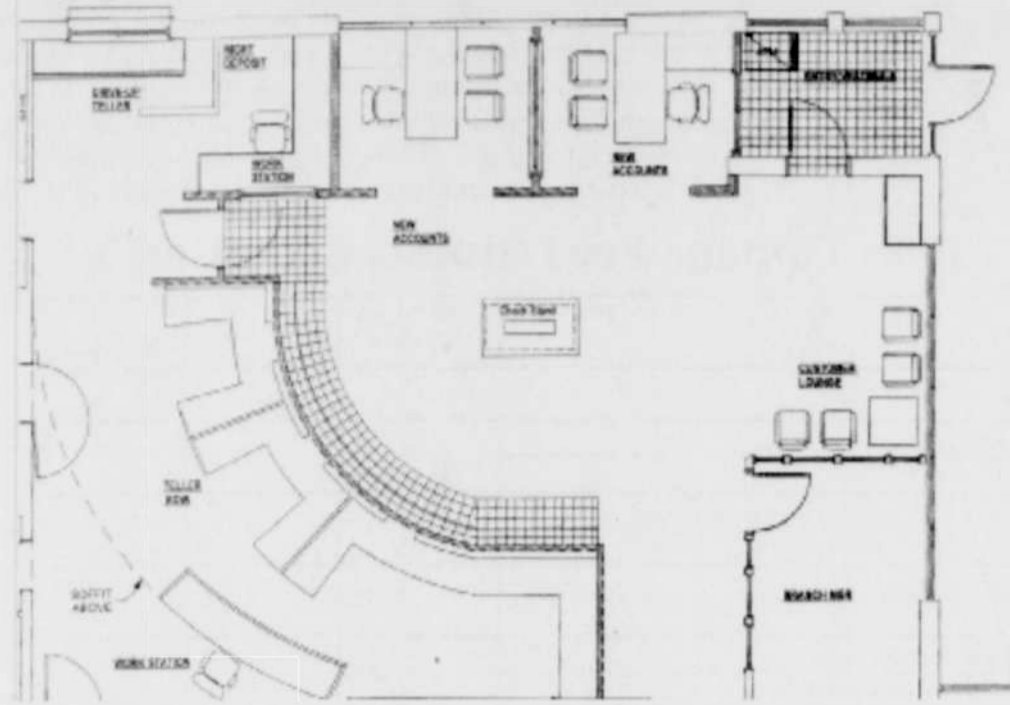 NIGHT
DEPOSIT
DRIVE-UP
TELLER
WORK
STATION
NEW
ACCOUNTS
NEW
ACCOUNTS
Check Stand
CUSTOMER
LOUNGE
TELLER
ROW
SOFFIT
ABOVE
WORK STATION
BRANCH MGR